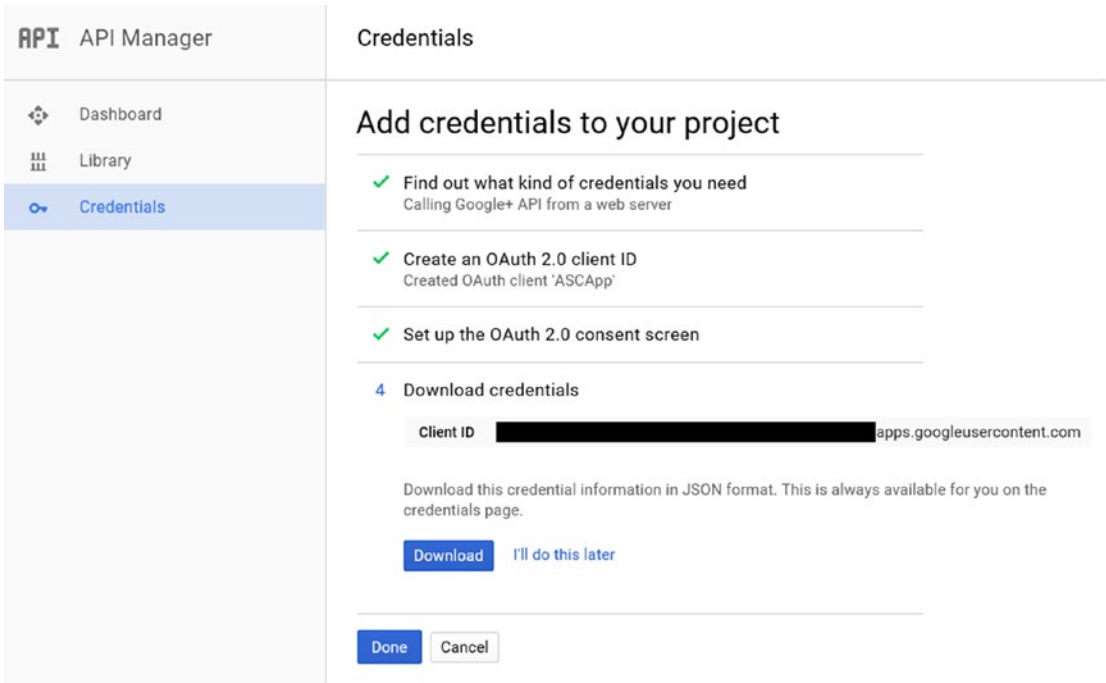 API API Manager
Credentials
Dashboard
Library
Credentials
Add credentials to your project
Find out what kind of credentials you need
Calling Google+ API from a web server
Create an OAuth 2.0 client ID
Created OAuth client 'ASCApp'
Set up the OAuth 2.0 consent screen
4 Download credentials
Client ID apps.googleusercontent.com
Download this credential information in JSON format. This is always available for you on the
credentials page.
Download I'll do this later
Done Cancel